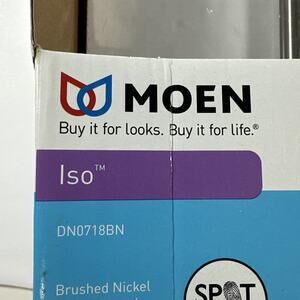 MOEN
Buy it for looks. Buy it for life.®
Iso™
DN0718BN
Brushed Nickel
SPOT